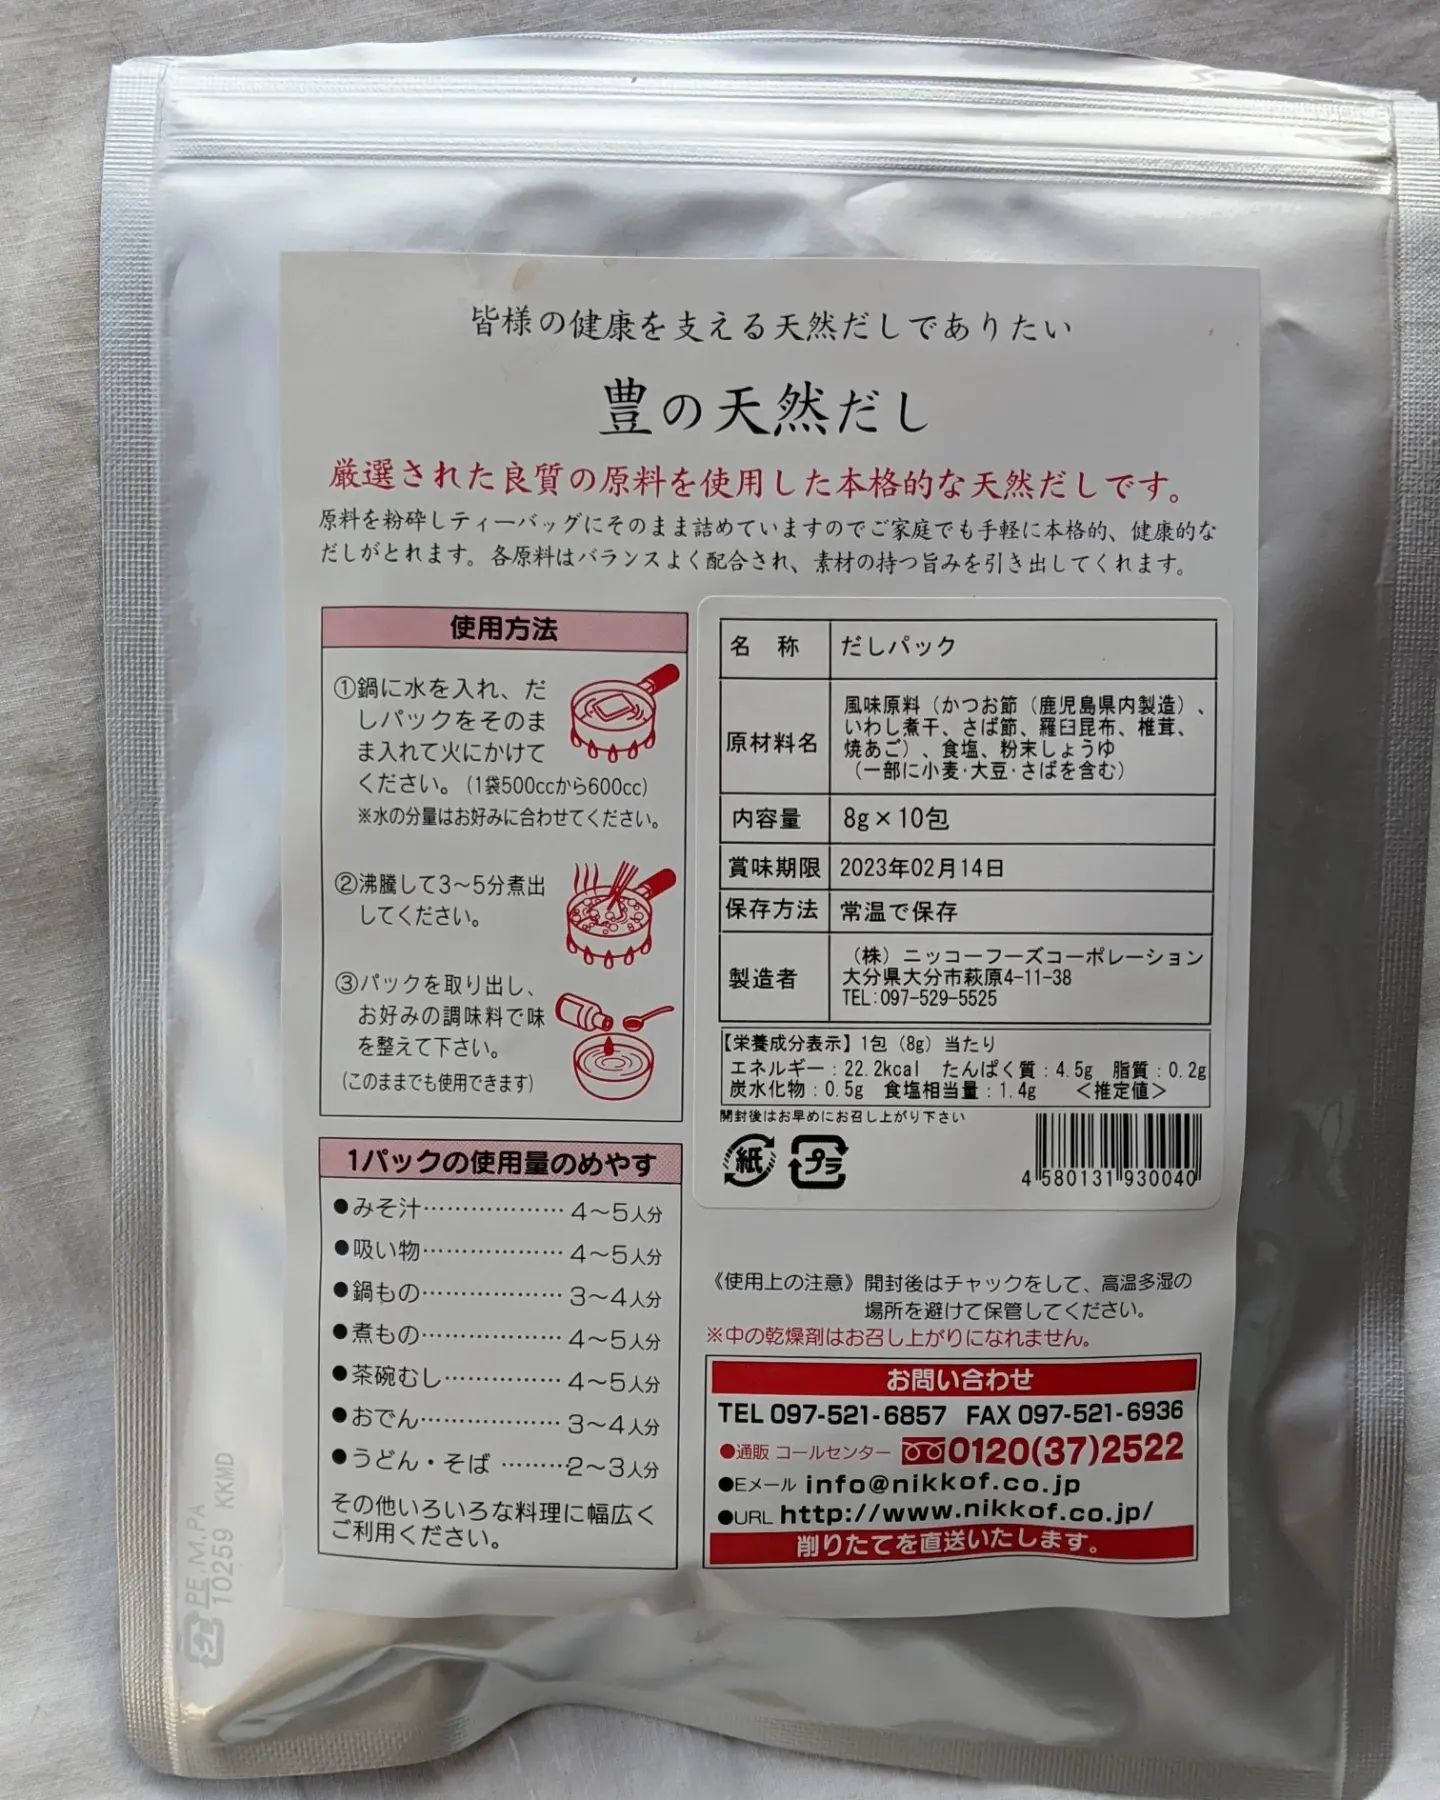 皆様の健康を支える天然だしでありたい
豊の天然だし
厳選された良質の原料を使用した本格的な天然だしです。
原料を粉砕しティーバッグにそのまま詰めていますのでご家庭でも手軽に本格的、健康的な
だしがとれます。各原料はバランスよく配合され、素材の持つ旨みを引き出してくれます。
使用方法
①鍋に水を入れ、だ
しパックをそのま
ま入れて火にかけて
ください。(1袋500ccから600cc)
※水の分量はお好みに合わせてください。
②沸騰して3〜5分煮出
してください。
③パックを取り出し、
お好みの調味料で味
を整えて下さい。
(このままでも使用できます)
1パックの使用量のめやす
●みそ汁………………4〜5人分
●吸い物………………4〜5人分
●鍋もの………………3〜4人分
●煮もの………………4〜5人分
●茶碗むし……………4〜5人分
●おでん………………3〜4人分
●うどん・そば ………2〜3人分
その他いろいろな料理に幅広く
ご利用ください。
名 称 だしパック
原材料名 風味原料（かつお節（鹿児島県内製造）、
いわし煮干、さば節、羅臼昆布、椎茸、
焼あご）、食塩、粉末しょうゆ
（一部に小麦･大豆･さばを含む）
内容量 8g×10包
賞味期限 2023年02月14日
保存方法 常温で保存
製造者 （株）ニッコーフーズコーポレーション
大分県大分市萩原4-11-38
TEL:097-529-5525
【栄養成分表示】1包（8g）当たり
エネルギー：22.2kcal たんぱく質：4.5g 脂質：0.2g
炭水化物：0.5g 食塩相当量：1.4g ＜推定値＞
開封後はお早めにお召し上がり下さい
紙 プラ
4580131930040
《使用上の注意》開封後はチャックをして、高温多湿の
場所を避けて保管してください。
※中の乾燥剤はお召し上がりになれません。
お問い合わせ
TEL 097-521-6857 FAX 097-521-6936
●通販 コールセンター 0120(37)2522
●Eメール info@nikkof.co.jp
●URL http://www.nikkof.co.jp/
削りたてを直送いたします。
プラ PE,M,PA
10259 KKMD